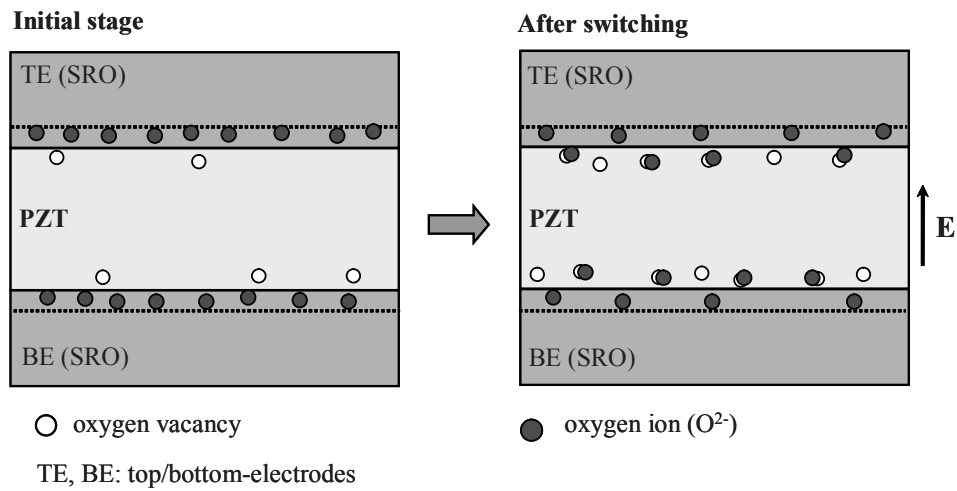 Initial stage
After switching
TE (SRO)
TE (SRO)
PZT
PZT
E
BE (SRO)
BE (SRO)
oxygen vacancy
oxygen ion (O²⁻)
TE, BE: top/bottom-electrodes